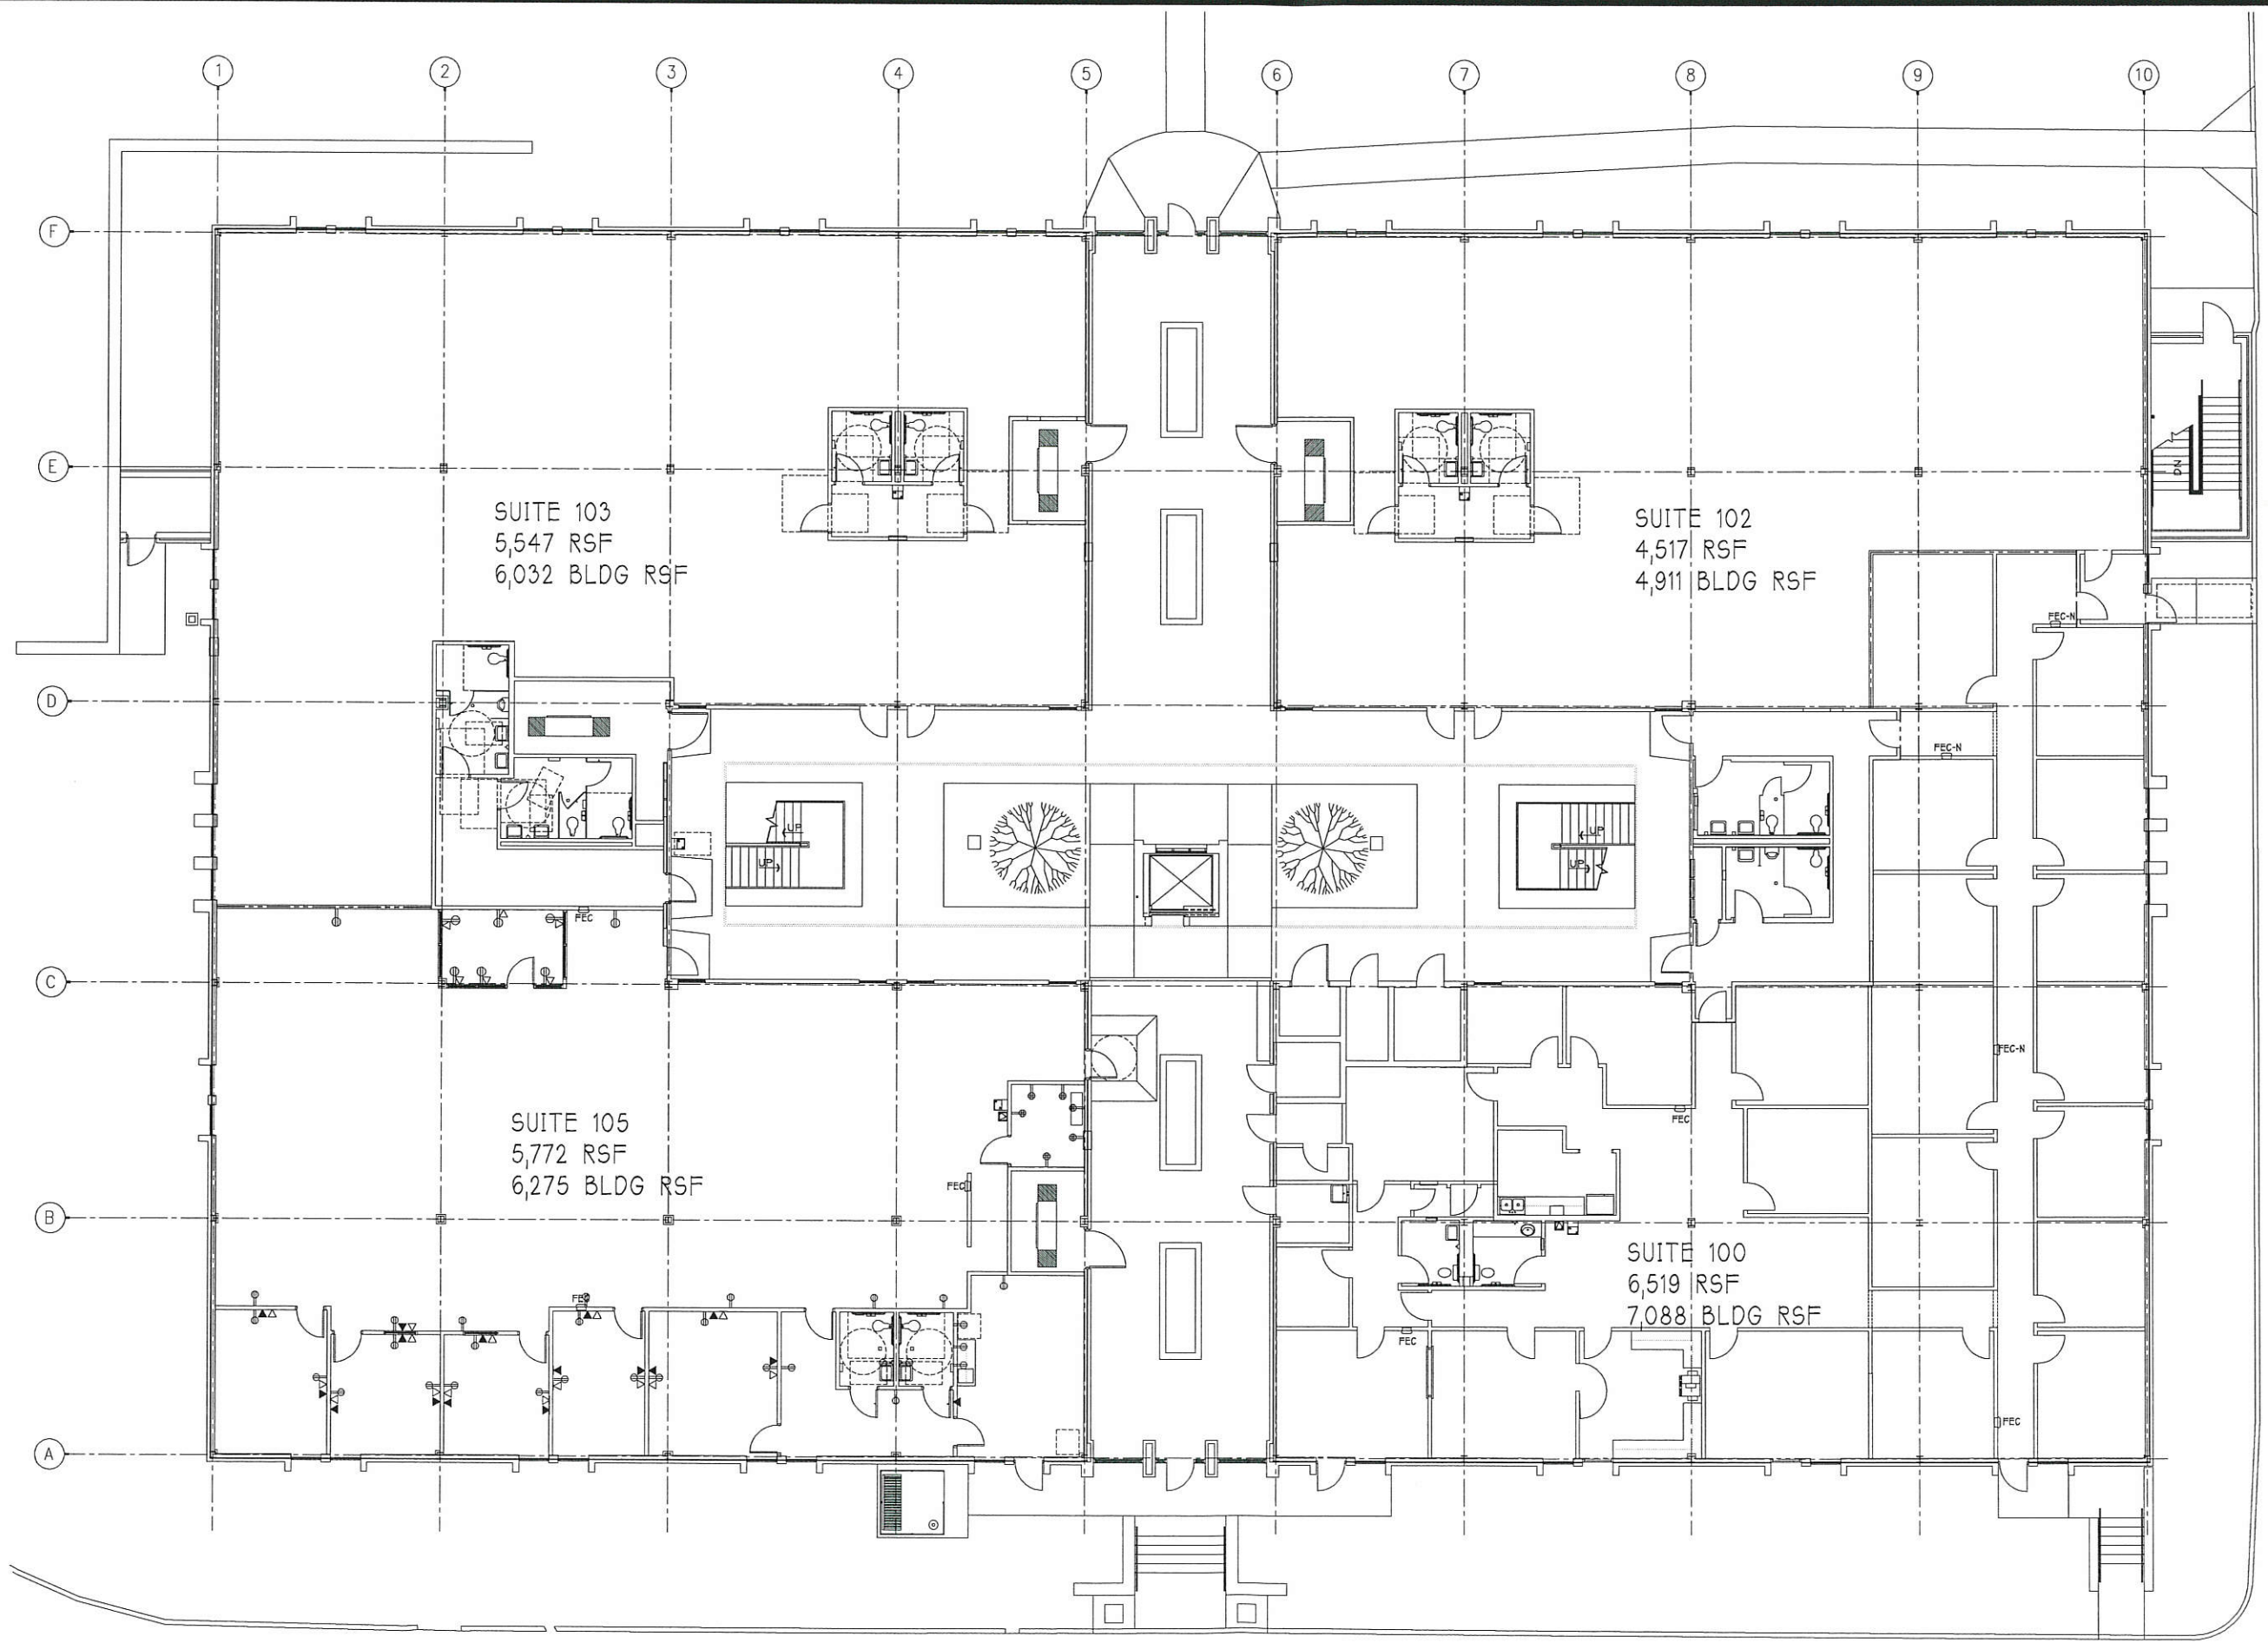 1 2 3 4 5 6 7 8 9 10
F
E
SUITE 103
5,547 RSF
6,032 BLDG RSF
SUITE 102
4,517 RSF
4,911 BLDG RSF
DN
FEC-N
D
FEC-N
UP
UP
UP
UP
FEC
C
FEC-N
FEC
SUITE 105
5,772 RSF
6,275 BLDG RSF
FEC
B
SUITE 100
6,519 RSF
7,088 BLDG RSF
FEC
FEC
FEC
A